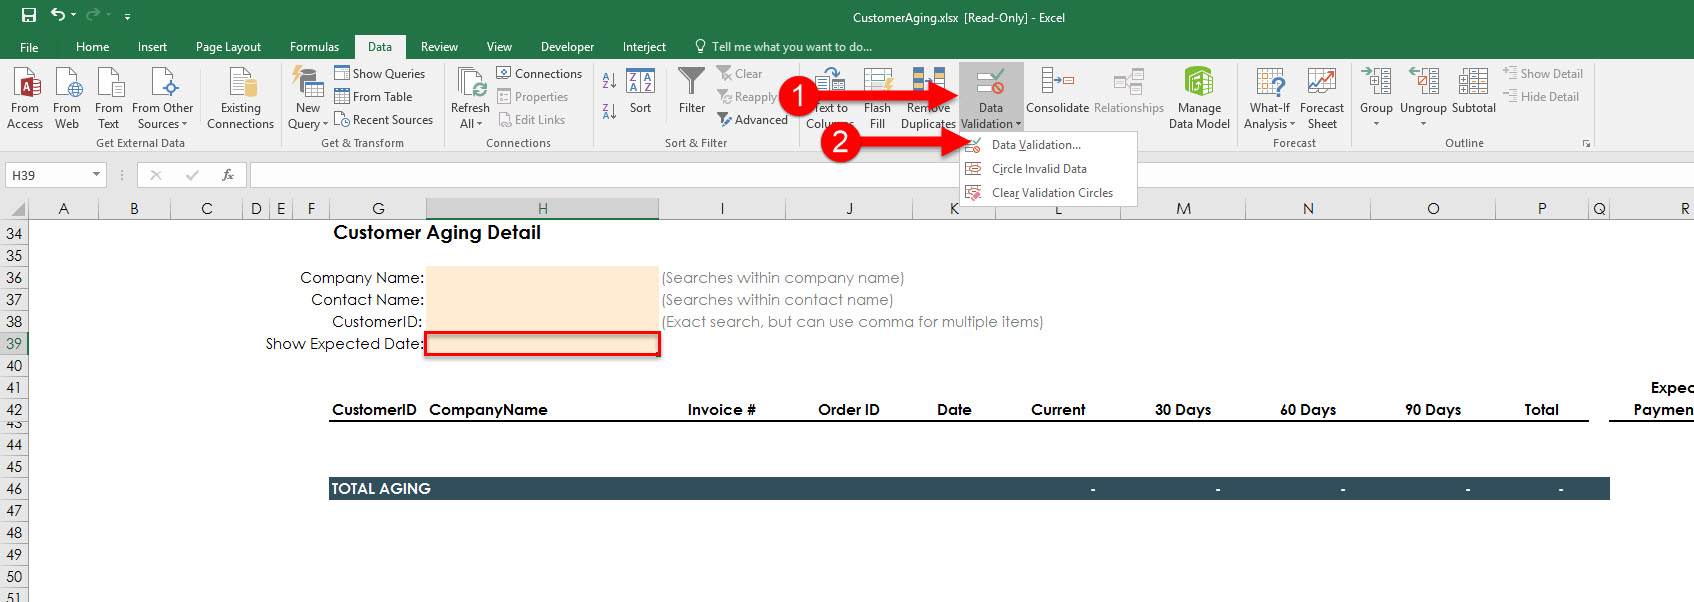 CustomerAging.xlsx [Read-Only] - Excel
File Home Insert Page Layout Formulas Data Review View Developer Interject Tell me what you want to do...
From Access
From Web
From Text
From Other Sources
Existing Connections
Get External Data
New Query
Show Queries
From Table
Recent Sources
Get & Transform
Refresh All
Connections
Properties
Edit Links
Connections
A Z
Z A
Z A A Z
Sort
Filter
Clear
Reapply
Advanced
Sort & Filter
1
2
Text to
Flash Fill
Remove Duplicates
Data Validation
Consolidate
Relationships
Manage Data Model
Data Validation...
Circle Invalid Data
Clear Validation Circles
What-If Analysis
Forecast Sheet
Forecast
Group
Ungroup
Subtotal
Show Detail
Hide Detail
Outline
H39 fx
A B C D E F G H I J K L M N O P Q R
34 Customer Aging Detail
35
36 Company Name: (Searches within company name)
37 Contact Name: (Searches within contact name)
38 CustomerID: (Exact search, but can use comma for multiple items)
39 Show Expected Date:
40
41 Expec
42 CustomerID CompanyName Invoice # Order ID Date Current 30 Days 60 Days 90 Days Total Paymen
43
44
45
46 TOTAL AGING - - - - -
47
48
49
50
51